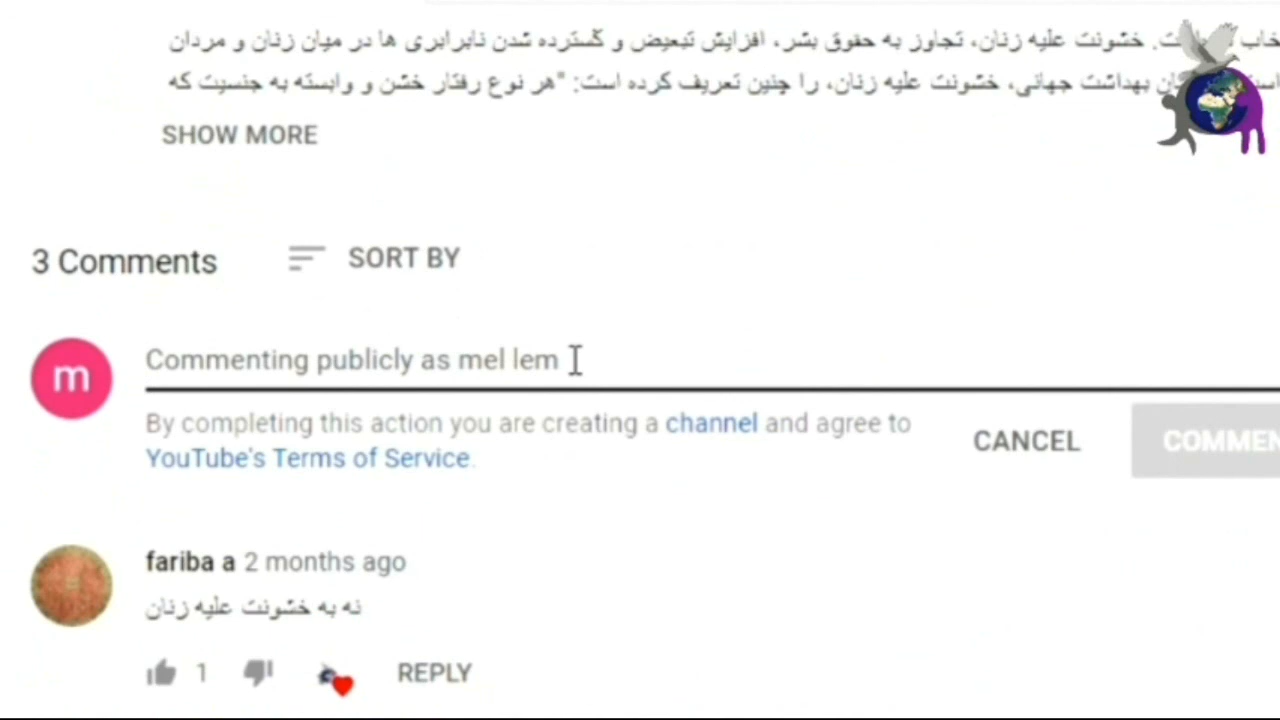 خشونت علیه زنان، تجاوز به حقوق بشر، افزایش تبعیض و گسترده شدن نابرابری ها در میان زنان و مردان
بهداشت جهانی، خشونت علیه زنان، را چنین تعریف کرده است: "هر نوع رفتار خشن و وابسته به جنسیت که
SHOW MORE
3 Comments SORT BY
m
Commenting publicly as mel lem
By completing this action you are creating a channel and agree to
YouTube's Terms of Service.
CANCEL
fariba a 2 months ago
نه به خشونت علیه زنان
1 REPLY